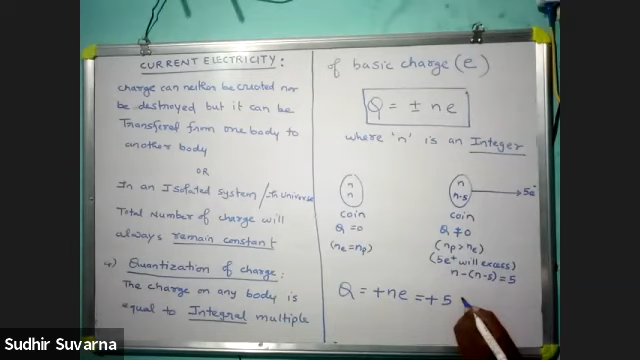 CURRENT ELECTRICITY:
charge can neither be created nor
be destroyed but it can be
Transferred from one body to
another body
OR
In an Isolated system/In universe
Total Number of charge will
always remain constant
4) Quantization of charge:
The charge on any body is
equal to Integral multiple
of basic charge (e)
Q = ± ne
where 'n' is an Integer
n
n
coin
Q = 0
(ne = np)
n
n-5
5e-
coin
Q ≠ 0
(np > ne)
(5e+ will excess)
n-(n-5) = 5
Q = +ne = +5
Sudhir Suvarna